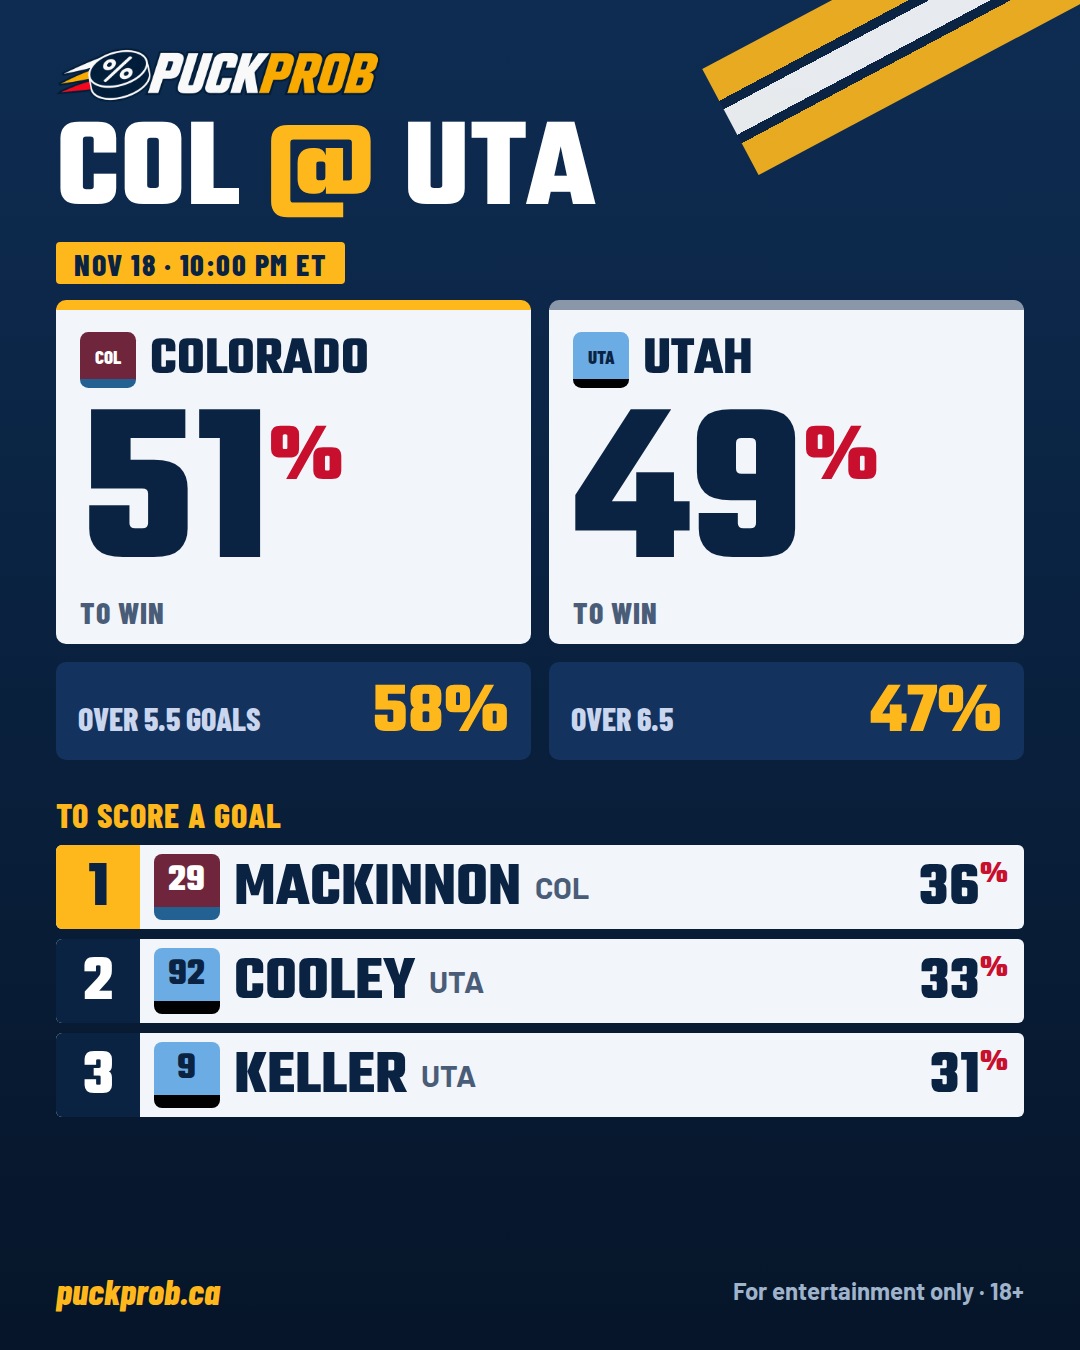 % PUCKPROB
COL @ UTA
NOV 18 · 10:00 PM ET
COL COLORADO
51%
TO WIN
UTA UTAH
49%
TO WIN
OVER 5.5 GOALS 58%
OVER 6.5 47%
TO SCORE A GOAL
1 29 MACKINNON COL 36%
2 92 COOLEY UTA 33%
3 9 KELLER UTA 31%
puckprob.ca
For entertainment only · 18+